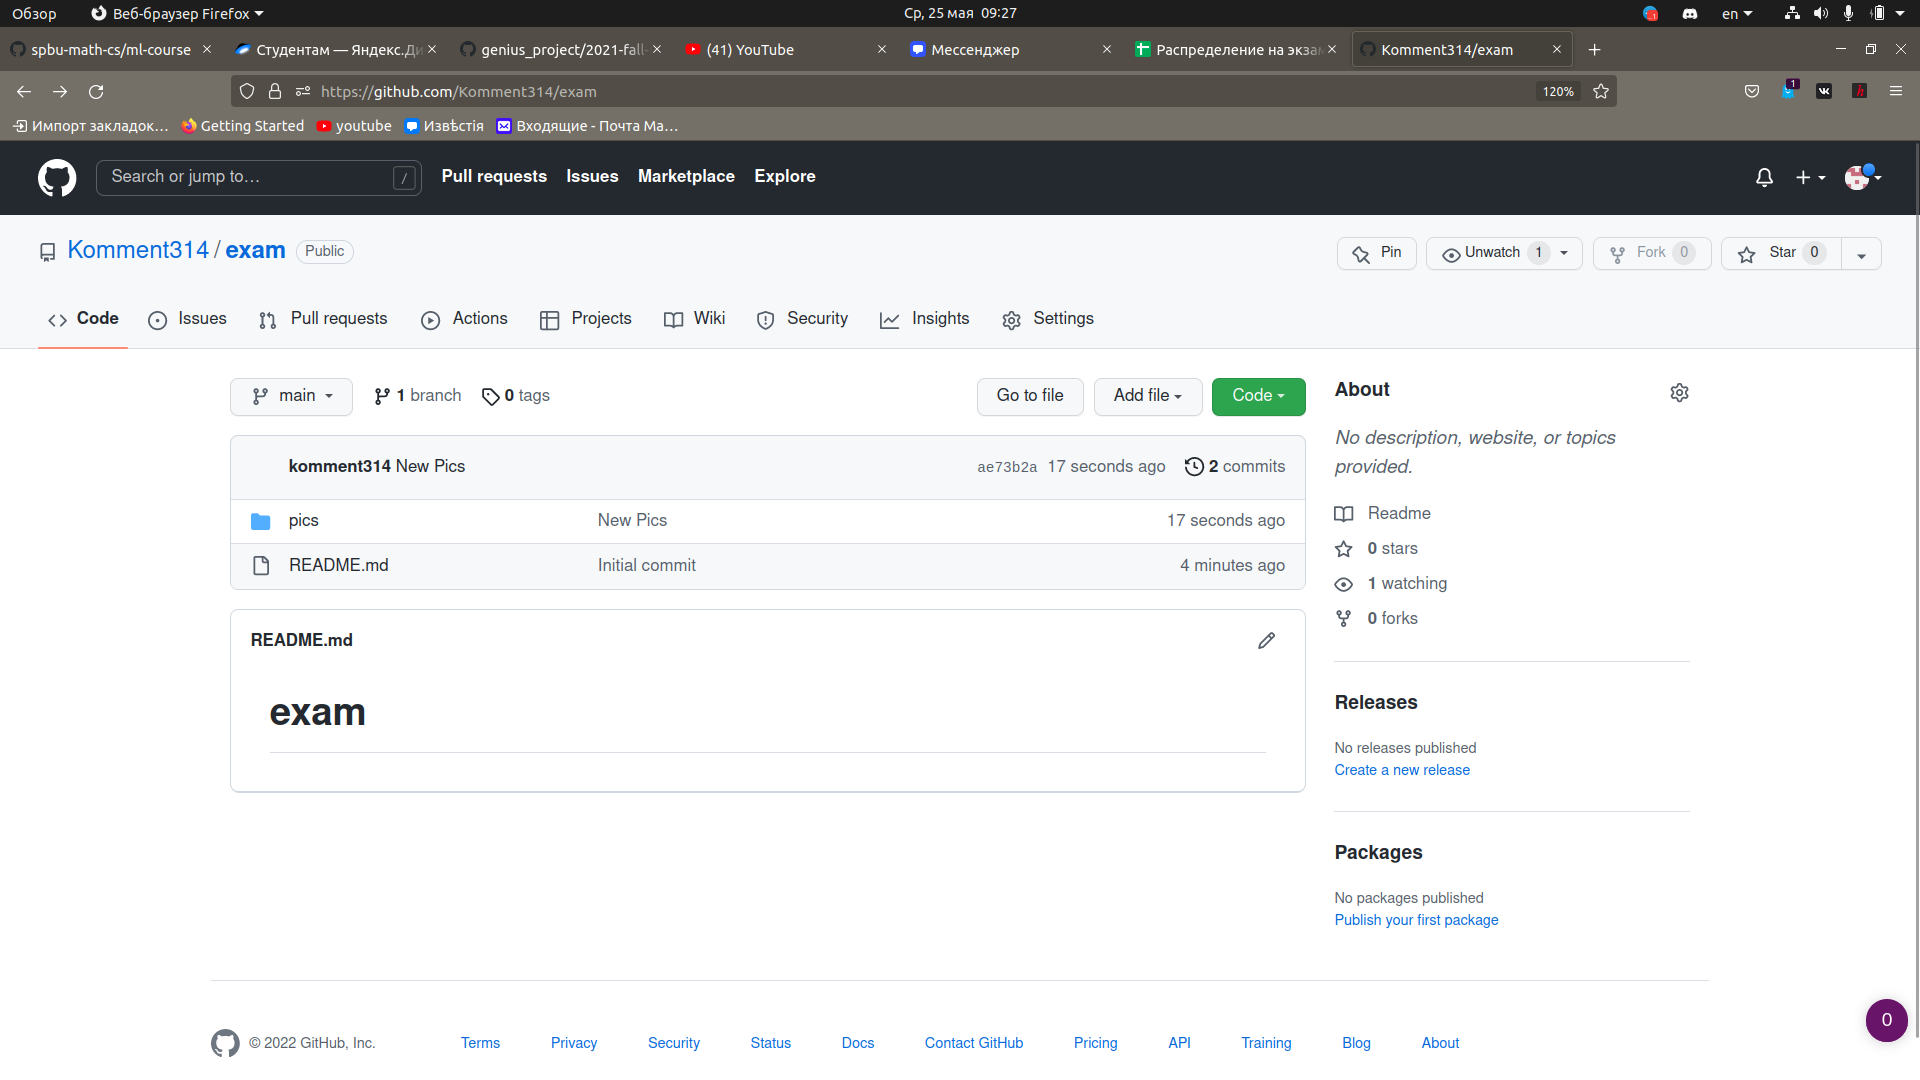 Обзор Веб-браузер Firefox Ср, 25 мая 09:27 en
spbu-math-cs/ml-course Студентам — Яндекс.Ди genius_project/2021-fall- (41) YouTube Мессенджер Распределение на экзам Komment314/exam
https://github.com/Komment314/exam 120% 1
Импорт закладок… Getting Started youtube Извѣстія Входящие - Почта Ma…
Search or jump to… / Pull requests Issues Marketplace Explore
Komment314 / exam Public Pin Unwatch 1 Fork 0 Star 0
Code Issues Pull requests Actions Projects Wiki Security Insights Settings
main 1 branch 0 tags Go to file Add file Code
komment314 New Pics ae73b2a 17 seconds ago 2 commits
pics New Pics 17 seconds ago
README.md Initial commit 4 minutes ago
README.md
exam
About
No description, website, or topics
provided.
Readme
0 stars
1 watching
0 forks
Releases
No releases published
Create a new release
Packages
No packages published
Publish your first package
0
© 2022 GitHub, Inc. Terms Privacy Security Status Docs Contact GitHub Pricing API Training Blog About